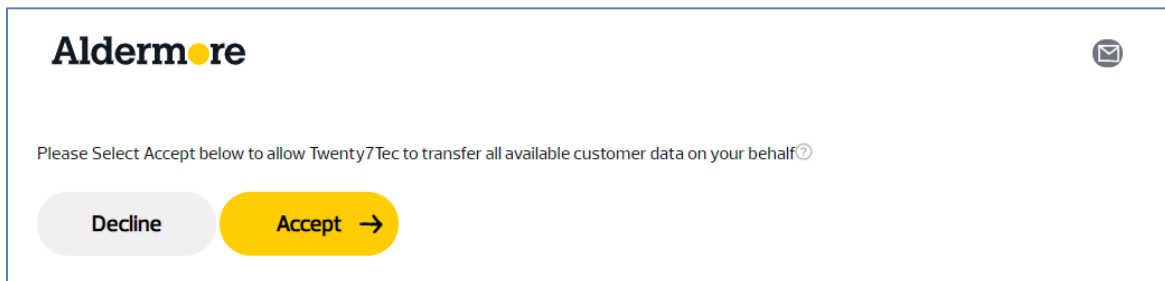 Aldermore
Please Select Accept below to allow Twenty7Tec to transfer all available customer data on your behalf?
Decline
Accept →